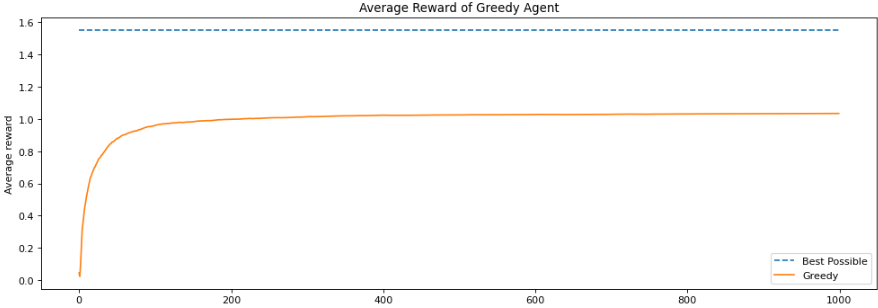 Average Reward of Greedy Agent
1.6
1.4
1.2
1.0
0.8
0.6
0.4
0.2
0.0
Average reward
0 200 400 600 800 1000
Best Possible
Greedy